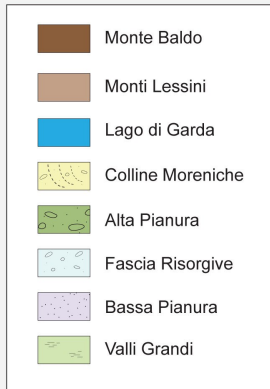 Monte Baldo
Monti Lessini
Lago di Garda
Colline Moreniche
Alta Pianura
Fascia Risorgive
Bassa Pianura
Valli Grandi